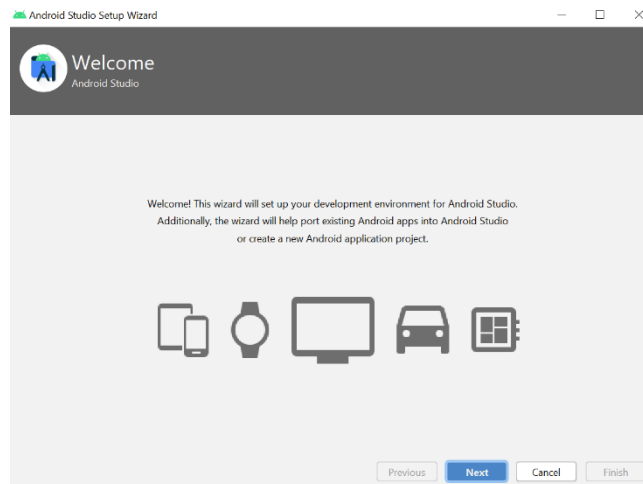 Android Studio Setup Wizard
Welcome
Android Studio
Welcome! This wizard will set up your development environment for Android Studio.
Additionally, the wizard will help port existing Android apps into Android Studio
or create a new Android application project.
Previous
Next
Cancel
Finish